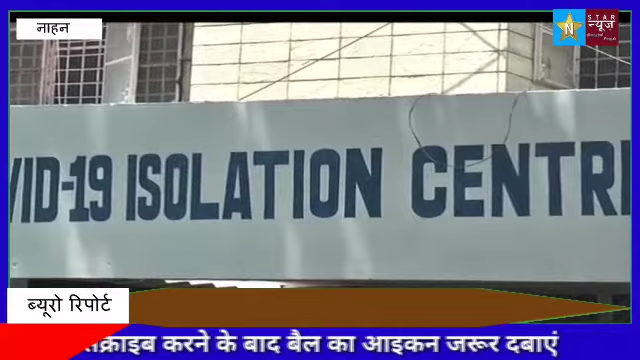 नाहन
STAR
N न्यूज़
VID-19 ISOLATION CENTR
ब्यूरो रिपोर्ट
करने के बाद बैल का आइकन जरूर दबाएं